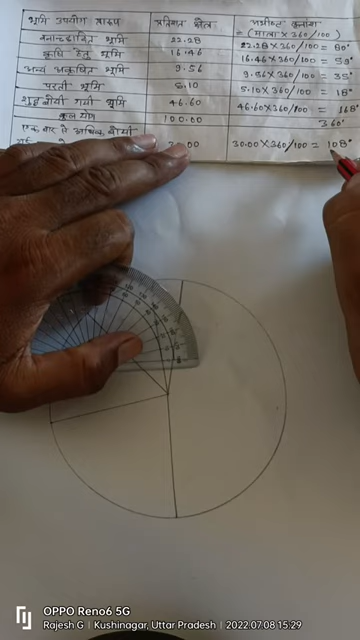 भूमि उपयोग प्रारूप प्रतिशत क्षेत्र अभीष्ट कोणांश
= (मात्रा × 360/100)
भूमि 22.28 22.28 × 360/100 = 80°
कृषि हेतु भूमि 16.46 16.46 × 360/100 = 59°
अन्य अकृषित भूमि 9.56 9.56 × 360/100 = 35°
परती भूमि 5.10 5.10 × 360/100 = 18°
शुद्ध बोया गया भूमि 46.60 46.60 × 360/100 = 168°
कुल योग 100.00 360°
एक बार से अधिक बोयी
.00 30.00 × 360/100 = 108°
OPPO Reno6 5G
Rajesh G | Kushinagar, Uttar Pradesh | 2022.07.08 15:29